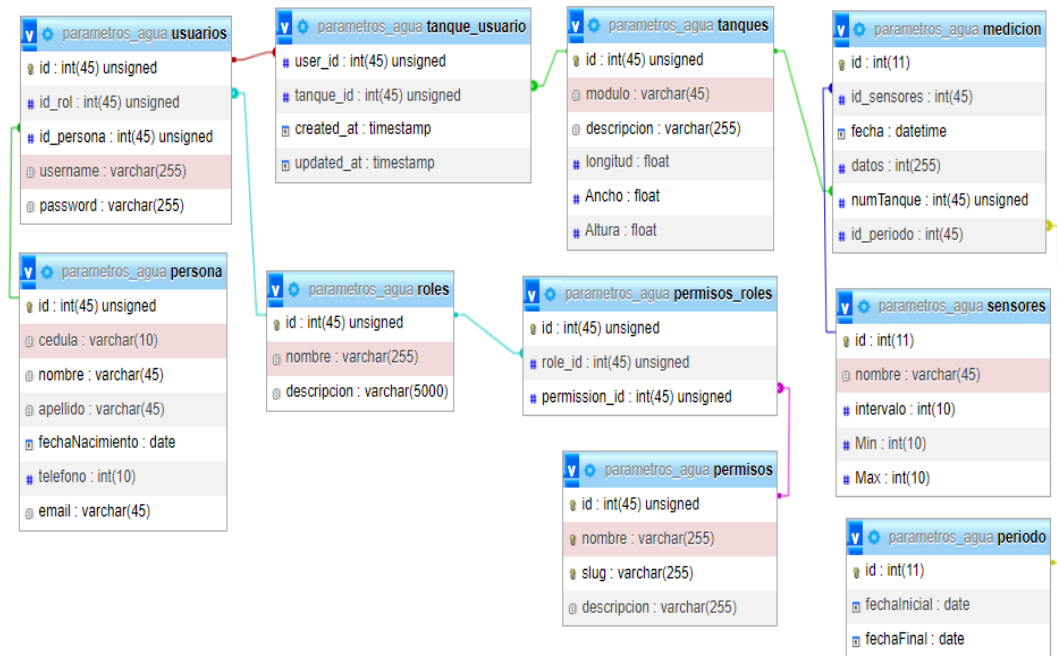 parametros_agua usuarios
id : int(45) unsigned
id_rol : int(45) unsigned
id_persona : int(45) unsigned
username : varchar(255)
password : varchar(255)
parametros_agua tanque_usuario
user_id : int(45) unsigned
tanque_id : int(45) unsigned
created_at : timestamp
updated_at : timestamp
parametros_agua tanques
id : int(45) unsigned
modulo : varchar(45)
descripcion : varchar(255)
longitud : float
Ancho : float
Altura : float
parametros_agua medicion
id : int(11)
id_sensores : int(45)
fecha : datetime
datos : int(255)
numTanque : int(45) unsigned
id_periodo : int(45)
parametros_agua persona
id : int(45) unsigned
cedula : varchar(10)
nombre : varchar(45)
apellido : varchar(45)
fechaNacimiento : date
telefono : int(10)
email : varchar(45)
parametros_agua roles
id : int(45) unsigned
nombre : varchar(255)
descripcion : varchar(5000)
parametros_agua permisos_roles
id : int(45) unsigned
role_id : int(45) unsigned
permission_id : int(45) unsigned
parametros_agua sensores
id : int(11)
nombre : varchar(45)
intervalo : int(10)
Min : int(10)
Max : int(10)
parametros_agua permisos
id : int(45) unsigned
nombre : varchar(255)
slug : varchar(255)
descripcion : varchar(255)
parametros_agua periodo
id : int(11)
fechaInicial : date
fechaFinal : date